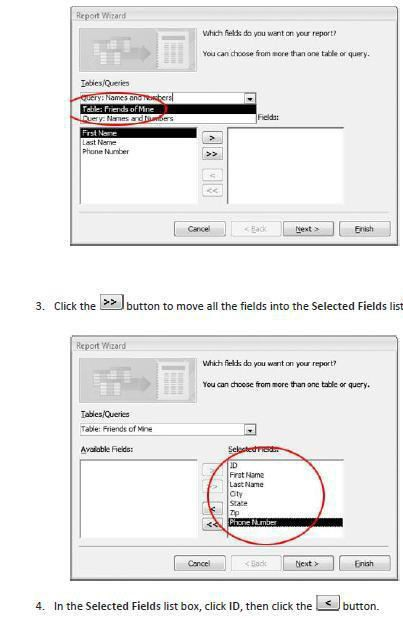 Report Wizard
Which fields do you want on your report?
You can choose from more than one table or query.
Tables/Queries
Query: Names and Numbers
Table: Friends of Mine
Query: Names and Numbers
Fields:
First Name
Last Name
Phone Number
>
>>
<
<<
Cancel
< Back
Next >
Finish
3. Click the >> button to move all the fields into the Selected Fields list
Report Wizard
Which fields do you want on your report?
You can choose from more than one table or query.
Tables/Queries
Table: Friends of Mine
Available Fields:
Selected Fields:
>
>>
<
<<
ID
First Name
Last Name
City
State
Zip
Phone Number
Cancel
< Back
Next >
Finish
4. In the Selected Fields list box, click ID, then click the < button.